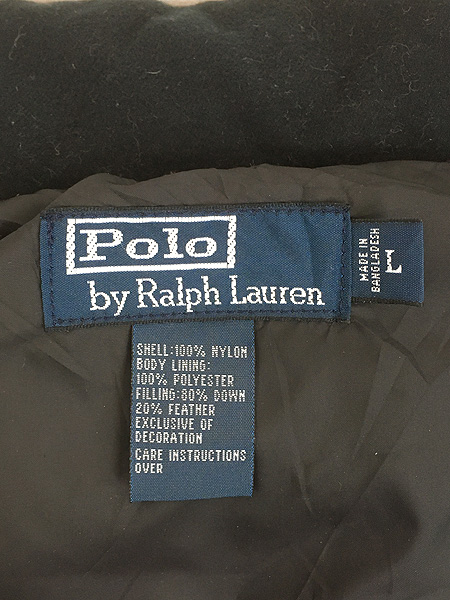 Polo
by Ralph Lauren
MADE IN
BANGLADESH
L
SHELL:100% NYLON
BODY LINING:
100% POLYESTER
FILLING:80% DOWN
20% FEATHER
EXCLUSIVE OF
DECORATION
CARE INSTRUCTIONS
OVER